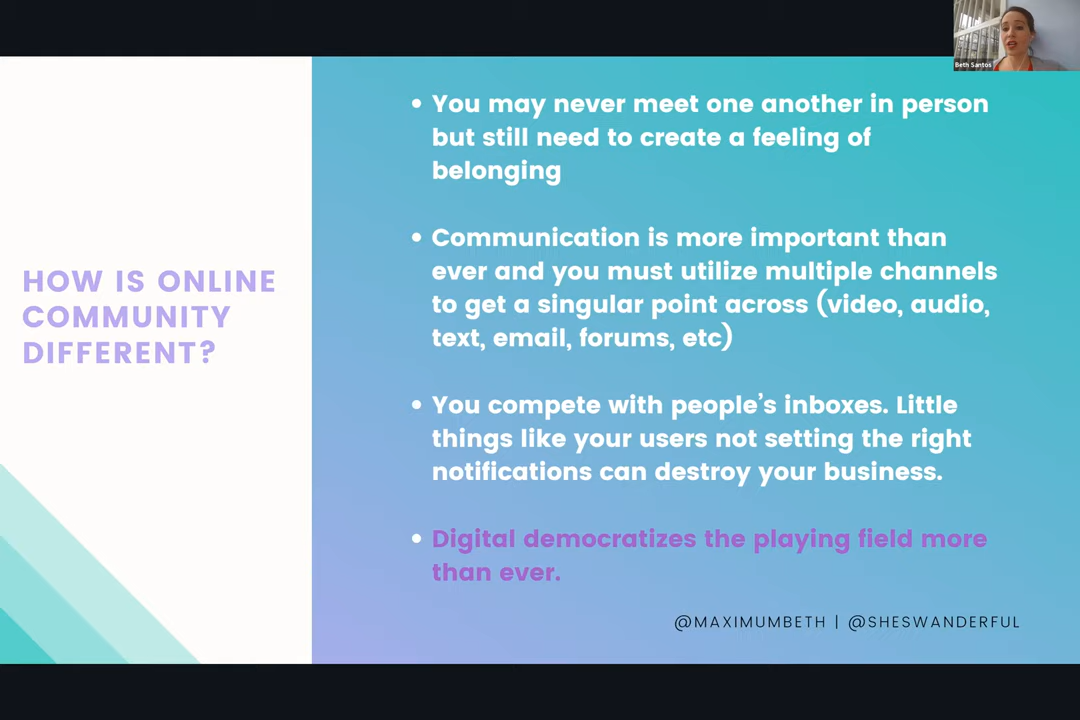 Beth Santos
HOW IS ONLINE
COMMUNITY
DIFFERENT?
• You may never meet one another in person
but still need to create a feeling of
belonging
• Communication is more important than
ever and you must utilize multiple channels
to get a singular point across (video, audio,
text, email, forums, etc)
• You compete with people’s inboxes. Little
things like your users not setting the right
notifications can destroy your business.
• Digital democratizes the playing field more
than ever.
@MAXIMUMBETH | @SHESWANDERFUL